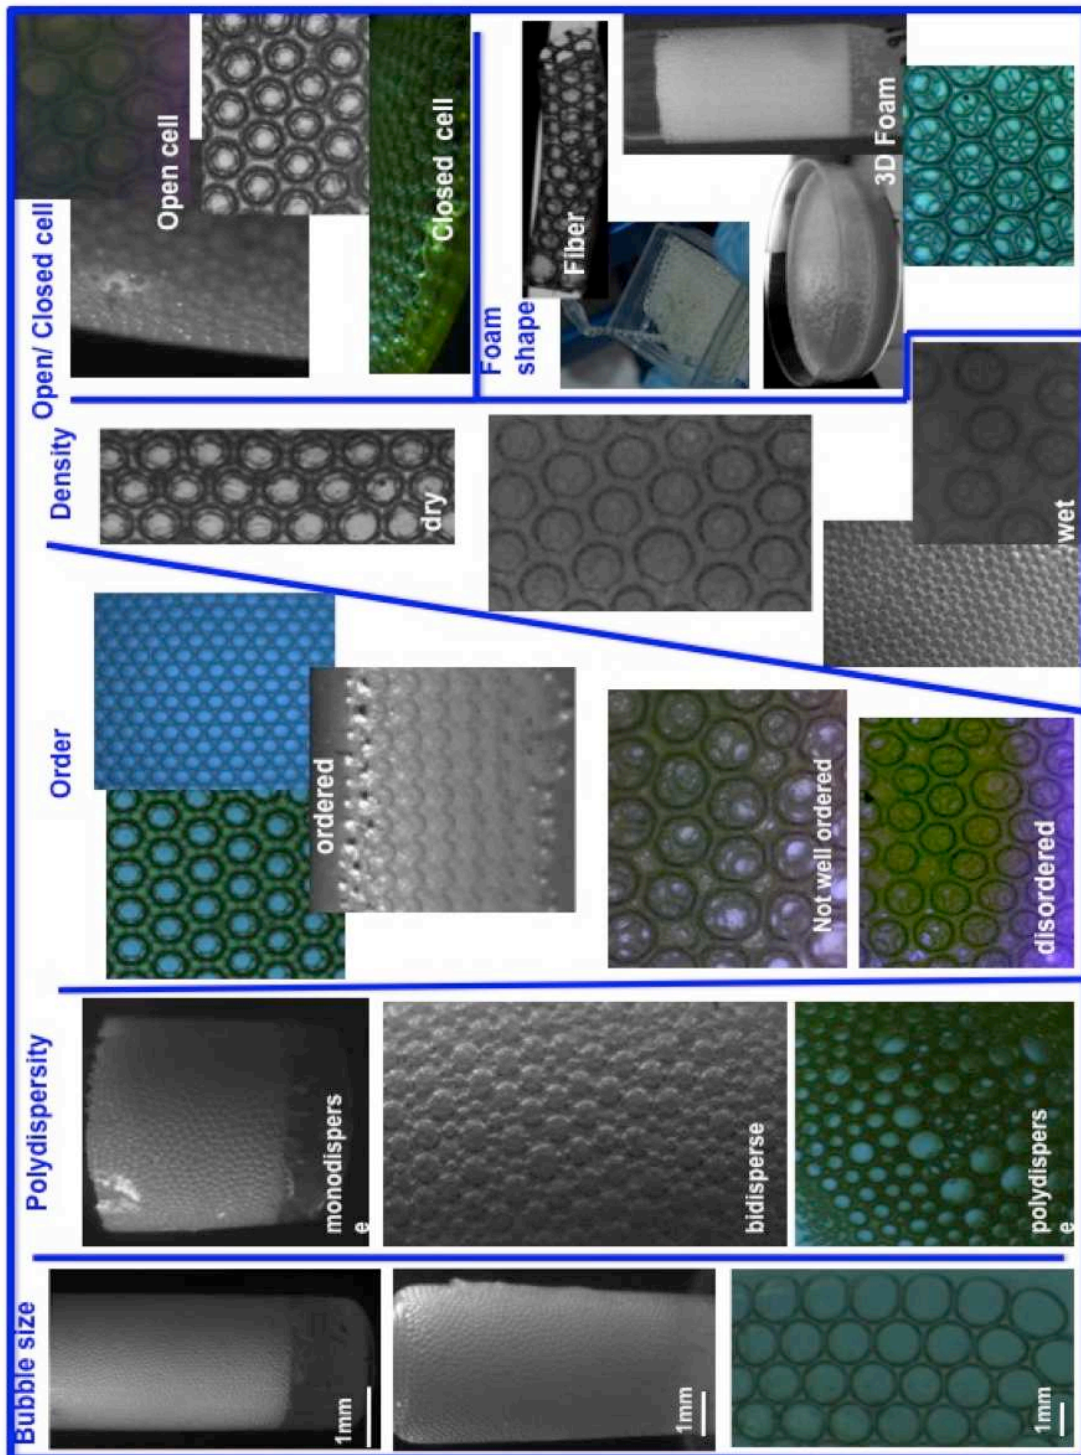 Bubble size
1mm
1mm
1mm
Polydispersity
monodispers
e
bidisperse
polydispers
e
Order
ordered
Not well ordered
disordered
Density
dry
wet
Open/ Closed cell
Open cell
Closed cell
Foam
shape
Fiber
3D Foam